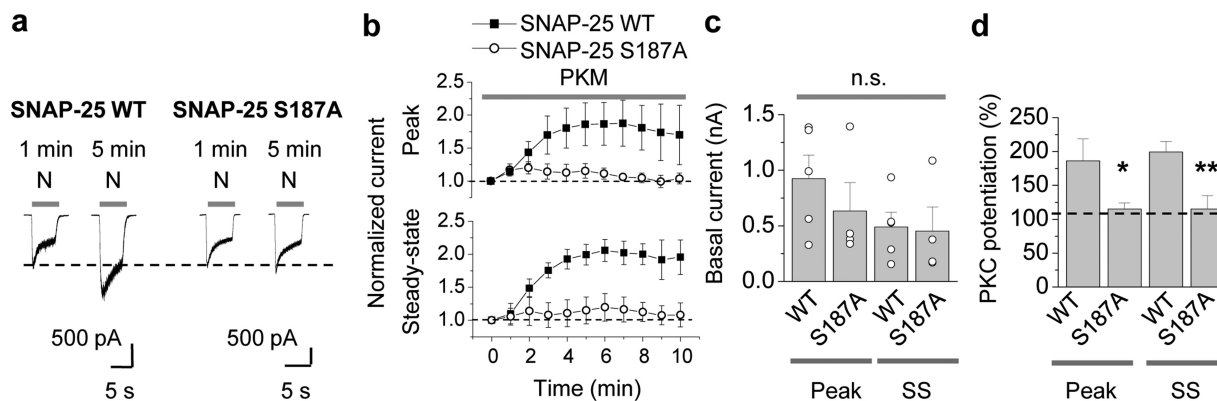 a
SNAP-25 WT SNAP-25 S187A
1 min 5 min 1 min 5 min
N N N N
500 pA 500 pA
5 s 5 s
b
SNAP-25 WT
SNAP-25 S187A
PKM
Normalized current
Peak
2.5
2.0
1.5
1.0
Steady-state
2.5
2.0
1.5
1.0
0 2 4 6 8 10
Time (min)
c
n.s.
Basal current (nA)
1.5
1.0
0.5
0.0
WT S187A WT S187A
Peak SS
d
PKC potentiation (%)
250
200
150
100
50
0
* **
WT S187A WT S187A
Peak SS